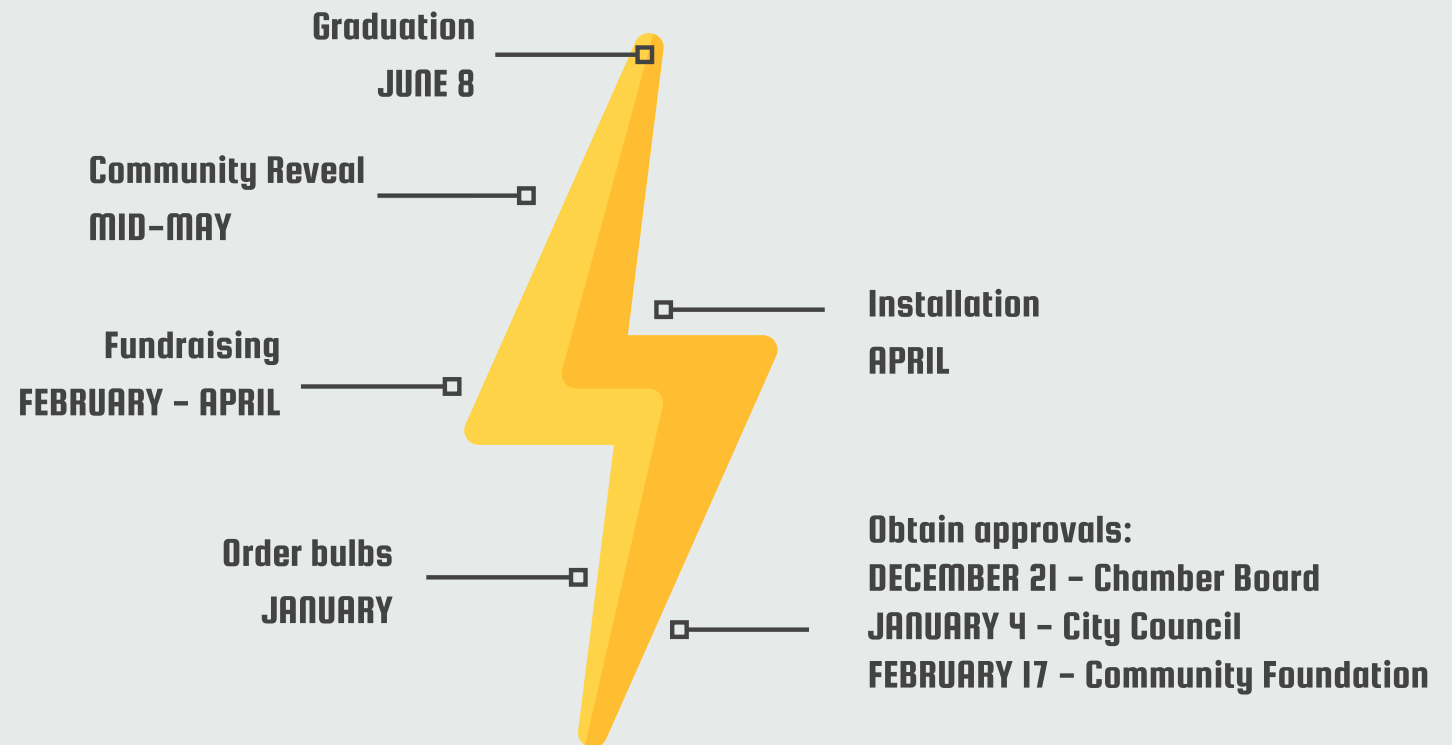 Graduation
JUNE 8
Community Reveal
MID-MAY
Installation
APRIL
Fundraising
FEBRUARY - APRIL
Order bulbs
JANUARY
Obtain approvals:
DECEMBER 21 - Chamber Board
JANUARY 4 - City Council
FEBRUARY 17 - Community Foundation